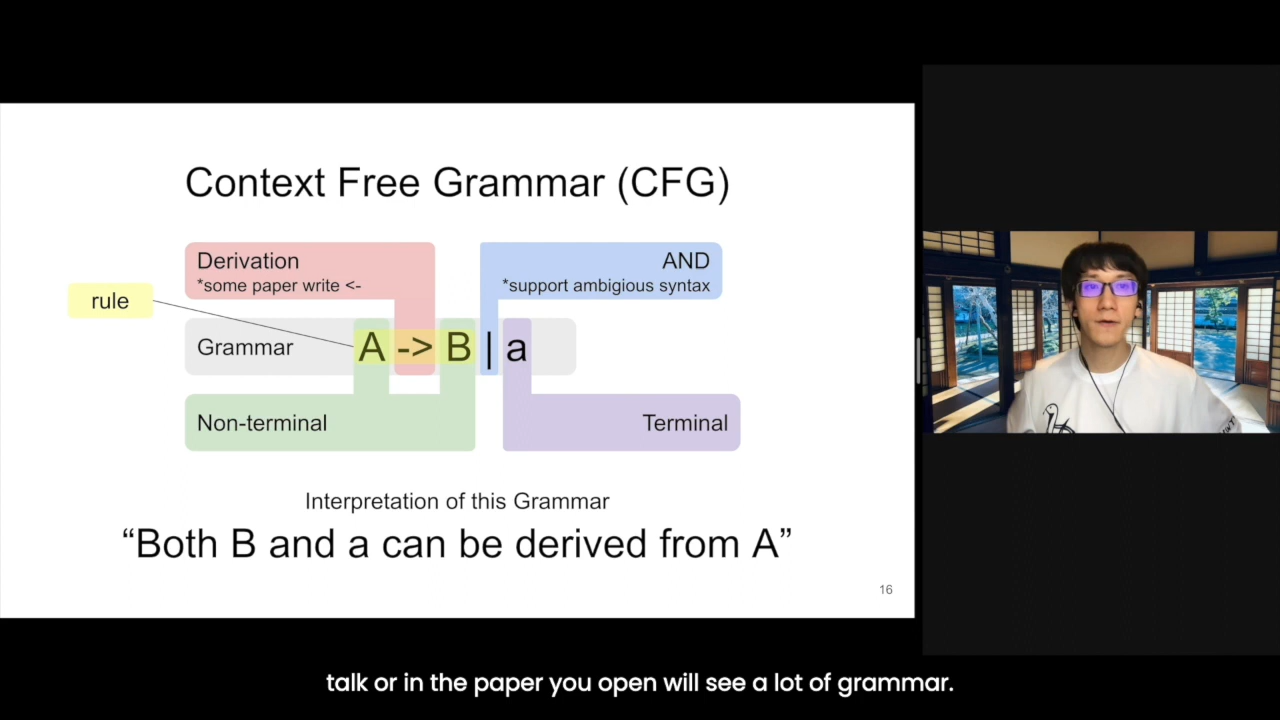 Context Free Grammar (CFG)
Derivation
*some paper write <-
AND
*support ambigious syntax
rule
Grammar
A -> B | a
Non-terminal
Terminal
Interpretation of this Grammar
“Both B and a can be derived from A”
16
talk or in the paper you open will see a lot of grammar.